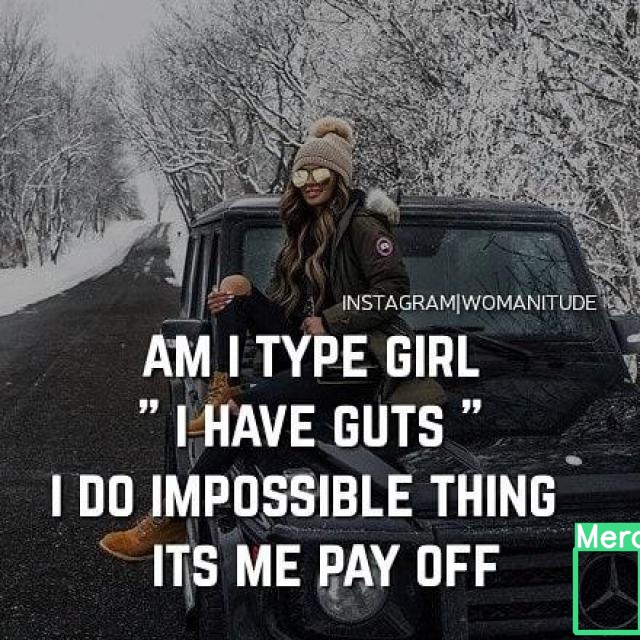 INSTAGRAM|WOMANITUDE
AM I TYPE GIRL
" I HAVE GUTS "
I DO IMPOSSIBLE THING
ITS ME PAY OFF
Merc